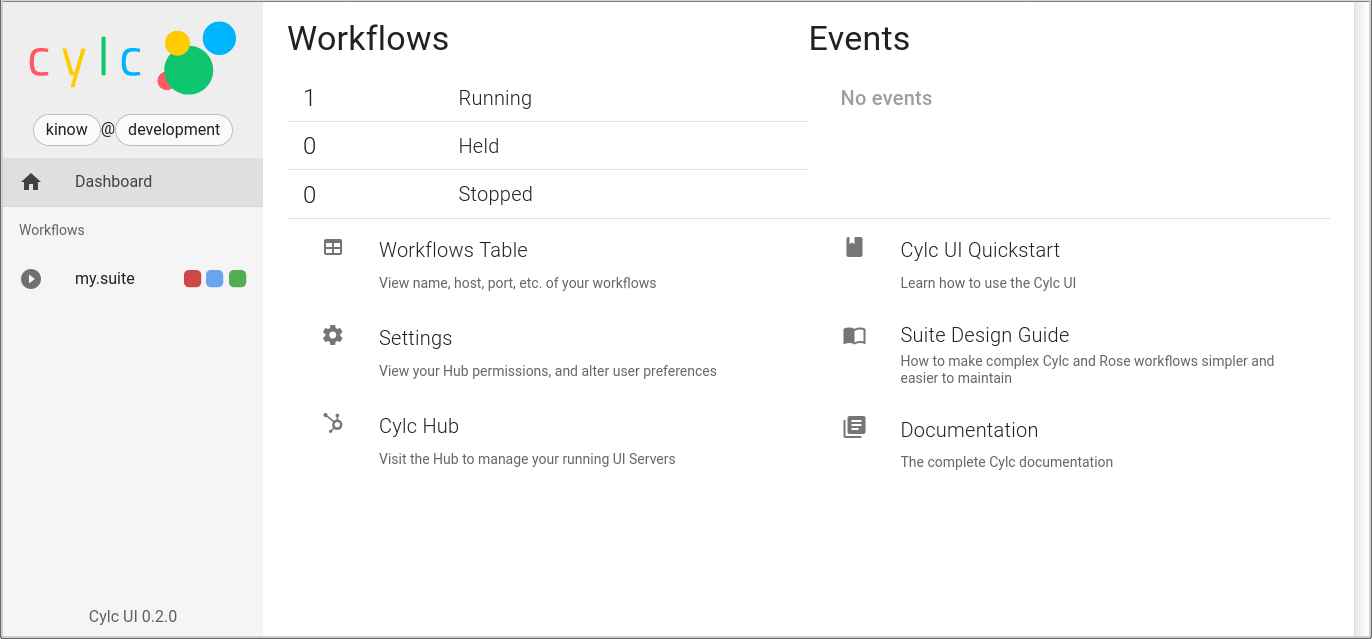 cylc
kinow @ development
Dashboard
Workflows
my.suite
Cylc UI 0.2.0
Workflows
1 Running
0 Held
0 Stopped
Events
No events
Workflows Table
View name, host, port, etc. of your workflows
Settings
View your Hub permissions, and alter user preferences
Cylc Hub
Visit the Hub to manage your running UI Servers
Cylc UI Quickstart
Learn how to use the Cylc UI
Suite Design Guide
How to make complex Cylc and Rose workflows simpler and
easier to maintain
Documentation
The complete Cylc documentation